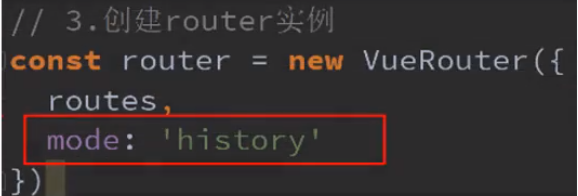 // 3.创建router实例
const router = new VueRouter({
routes,
mode: 'history'
})